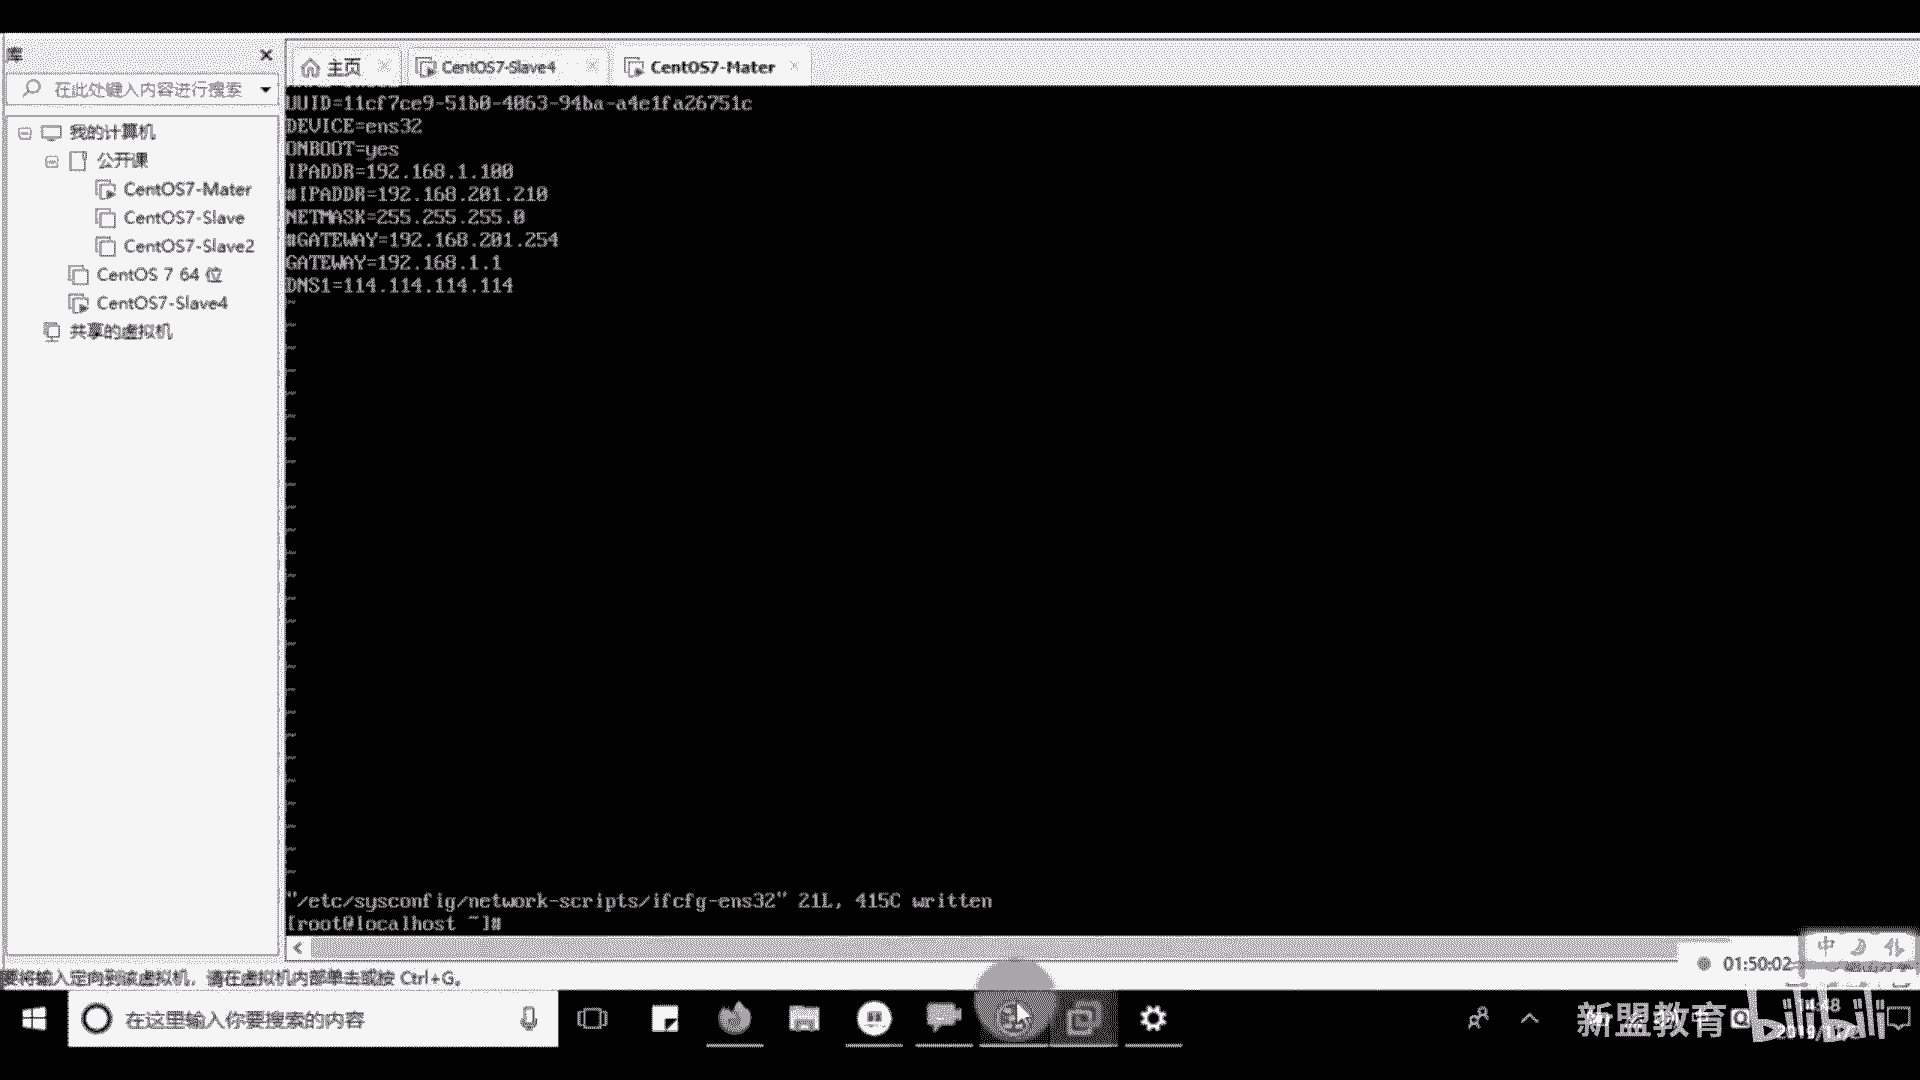 库
主页
CentOS7-Slave4
CentOS7-Mater
在此处键入内容进行搜索
我的计算机
公开课
CentOS7-Mater
CentOS7-Slave
CentOS7-Slave2
CentOS 7 64 位
CentOS7-Slave4
共享的虚拟机
UUID=11cf7ce9-51b0-4063-94ba-a4e1fa26751c
DEVICE=ens32
ONBOOT=yes
IPADDR=192.168.1.100
#IPADDR=192.168.201.210
NETMASK=255.255.255.0
#GATEWAY=192.168.201.254
GATEWAY=192.168.1.1
DNS1=114.114.114.114
"/etc/sysconfig/network-scripts/ifcfg-ens32" 21L, 415C written
[root@localhost ~]#
中
01:50:02
要将输入定向到该虚拟机，请在虚拟机内部单击或按 Ctrl+G。
在这里输入你要搜索的内容
新盟教育
bilibili